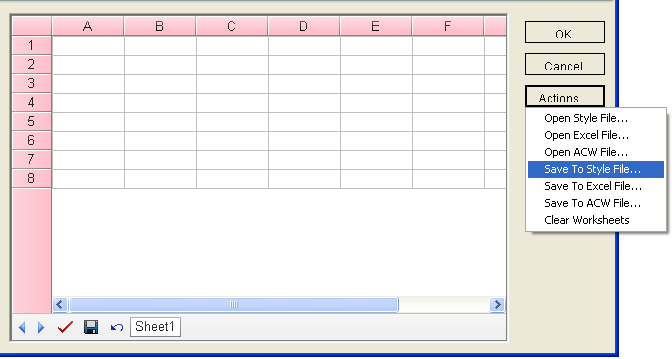 A B C D E F
1
2
3
4
5
6
7
8
Sheet1
OK
Cancel
Actions
Open Style File...
Open Excel File...
Open ACW File...
Save To Style File...
Save To Excel File...
Save To ACW File...
Clear Worksheets